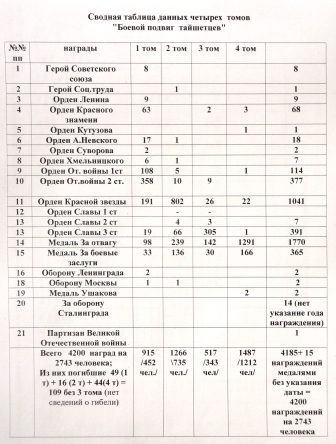 Сводная таблица данных четырех томов
"Боевой подвиг тайшетцев"
№№ пп награды 1 том 2 том 3 том 4 том
1 Герой Советского союза 8 8
2 Герой Соц.труда 1 1
3 Орден Ленина 9 9
4 Орден Красного знамени 63 2 3 68
5 Орден Кутузова 1 1
6 Орден А.Невского 17 1 18
7 Орден Суворова 2 2
8 Орден Хмельницкого 6 1 7
9 Орден От. войны 1ст 108 5 1 114
10 Орден От.войны 2 ст. 358 10 9 377
11 Орден Красной звезды 191 802 26 22 1041
12 Орден Славы 1 ст - -
13 Орден Славы 2 ст 4 3 7
13 Орден Славы 3 ст 19 66 305 1 391
14 Медаль За отвагу 98 239 142 1291 1770
15 Медаль За боевые заслуги 33 136 30 166 365
16 Оборону Ленинграда 2 2
18 Оборону Москвы 1 1 2
19 Медаль Ушакова 2 2
20 За оборону Сталинграда 14 (нет указание года награждения)
21 Партизан Великой Отечественной войны 1
Всего 4200 наград на 2743 человека; Из них погибшие 49 (1 т) + 16 (2 т) + 44(4 т) = 109 без 3 тома (нет сведений о гибели) 915 /452 чел./ 1266 \735 чел/ 517 /343 чел/ 1487 /1212 чел/ 4185+ 15 награждений медалями без указания даты = 4200 награждений на 2743 человека